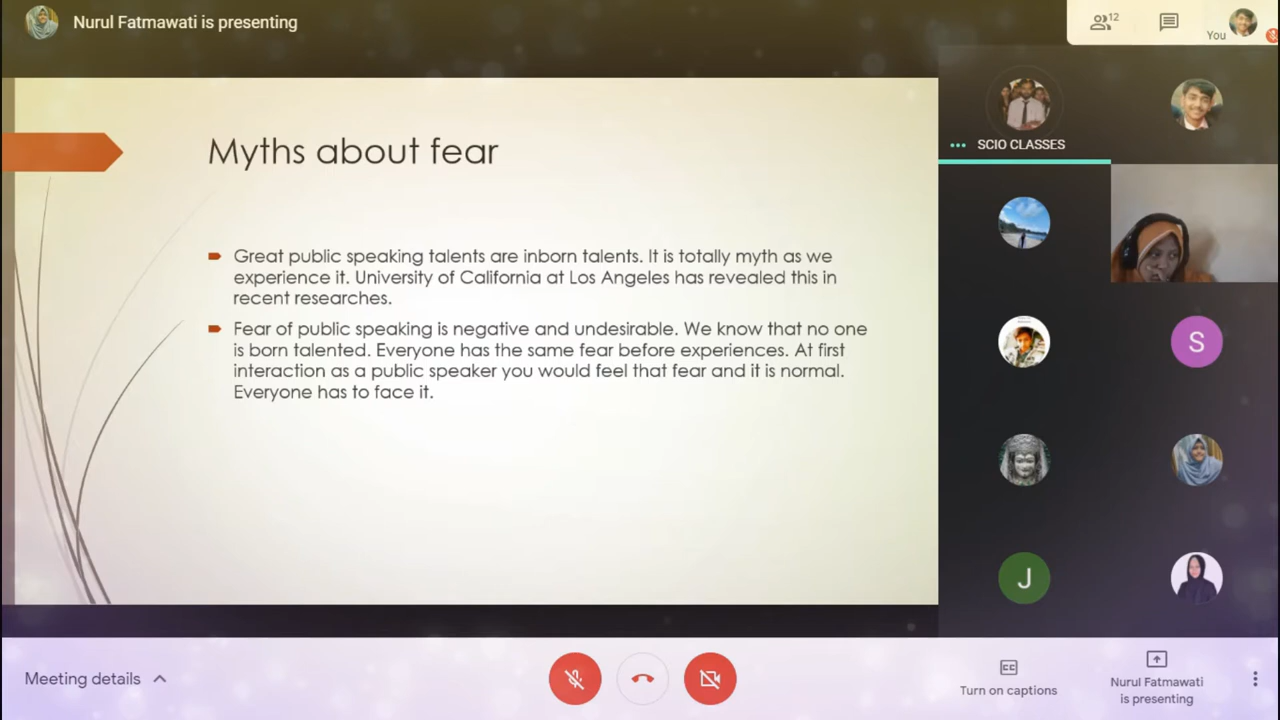 Nurul Fatmawati is presenting
12
You
Myths about fear
SCIO CLASSES
Great public speaking talents are inborn talents. It is totally myth as we
experience it. University of California at Los Angeles has revealed this in
recent researches.
Fear of public speaking is negative and undesirable. We know that no one
is born talented. Everyone has the same fear before experiences. At first
interaction as a public speaker you would feel that fear and it is normal.
Everyone has to face it.
S
J
Meeting details
CC
Turn on captions
Nurul Fatmawati
is presenting